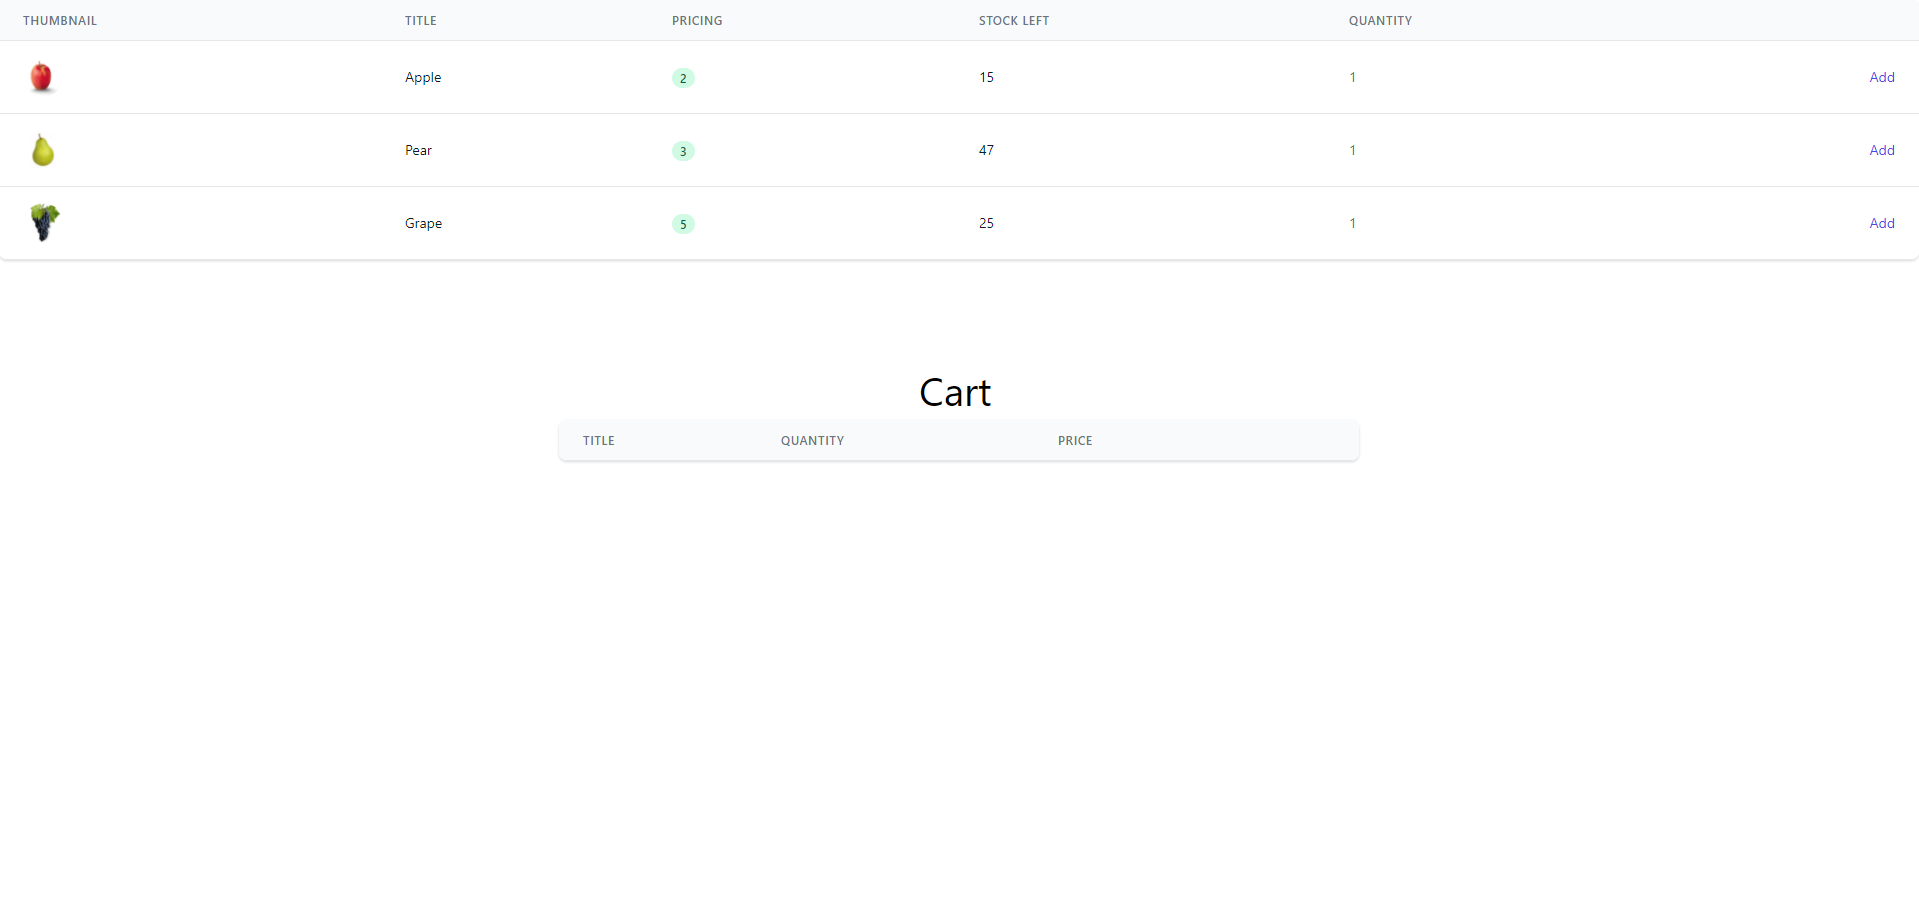 THUMBNAIL TITLE PRICING STOCK LEFT QUANTITY
Apple 2 15 1 Add
Pear 3 47 1 Add
Grape 5 25 1 Add
Cart
TITLE QUANTITY PRICE